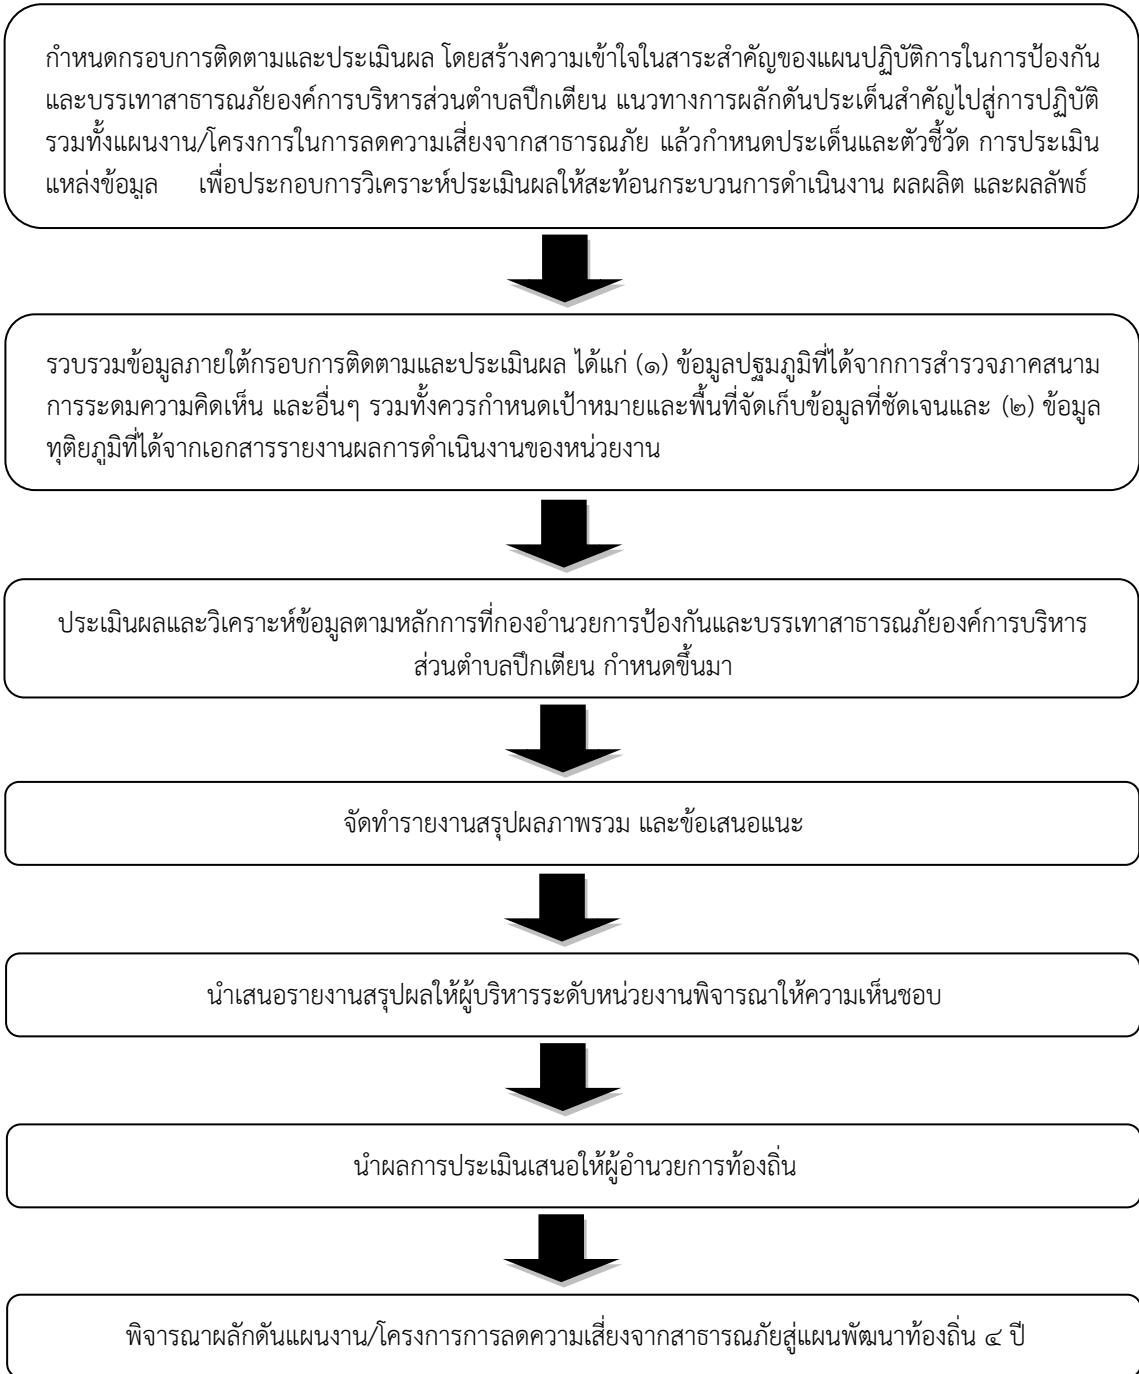 กำหนดกรอบการติดตามและประเมินผล โดยสร้างความเข้าใจในสาระสำคัญของแผนปฏิบัติการในการป้องกัน
และบรรเทาสาธารณภัยองค์การบริหารส่วนตำบลปึกเตียน แนวทางการผลักดันประเด็นสำคัญไปสู่การปฏิบัติ
รวมทั้งแผนงาน/โครงการในการลดความเสี่ยงจากสาธารณภัย แล้วกำหนดประเด็นและตัวชี้วัด การประเมิน
แหล่งข้อมูล เพื่อประกอบการวิเคราะห์ประเมินผลให้สะท้อนกระบวนการดำเนินงาน ผลผลิต และผลลัพธ์
รวบรวมข้อมูลภายใต้กรอบการติดตามและประเมินผล ได้แก่ (๑) ข้อมูลปฐมภูมิที่ได้จากการสำรวจภาคสนาม
การระดมความคิดเห็น และอื่นๆ รวมทั้งควรกำหนดเป้าหมายและพื้นที่จัดเก็บข้อมูลที่ชัดเจนและ (๒) ข้อมูล
ทุติยภูมิที่ได้จากเอกสารรายงานผลการดำเนินงานของหน่วยงาน
ประเมินผลและวิเคราะห์ข้อมูลตามหลักการที่กองอำนวยการป้องกันและบรรเทาสาธารณภัยองค์การบริหาร
ส่วนตำบลปึกเตียน กำหนดขึ้นมา
จัดทำรายงานสรุปผลภาพรวม และข้อเสนอแนะ
นำเสนอรายงานสรุปผลให้ผู้บริหารระดับหน่วยงานพิจารณาให้ความเห็นชอบ
นำผลการประเมินเสนอให้ผู้อำนวยการท้องถิ่น
พิจารณาผลักดันแผนงาน/โครงการการลดความเสี่ยงจากสาธารณภัยสู่แผนพัฒนาท้องถิ่น ๔ ปี